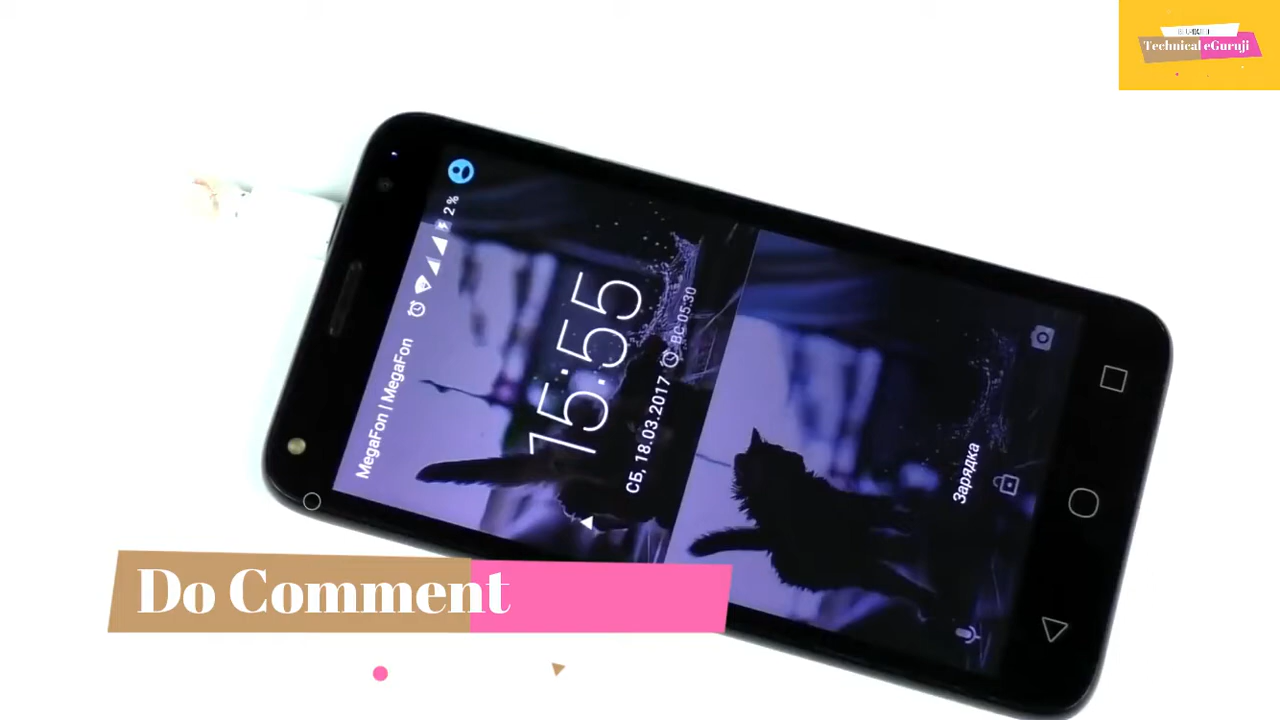 Technical eGuruji
2%
MegaFon | MegaFon
15:55
СБ, 18.03.2017 ВС 05:30
Зарядка
Do Comment